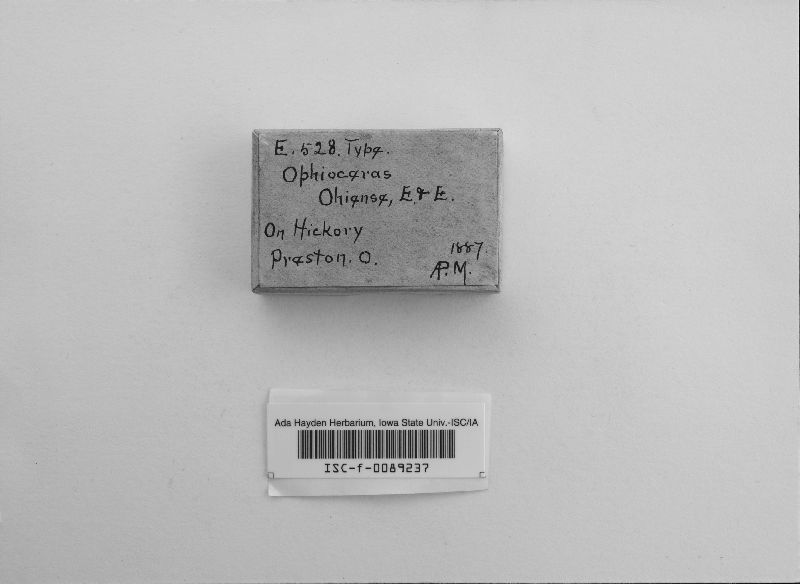 E. 528. Type.
Ophioceras
Ohiense, E. & E.
On Hickory
Preston. O.
1887.
A.P.M.
Ada Hayden Herbarium, Iowa State Univ.-ISC/IA
ISC-f-0089237